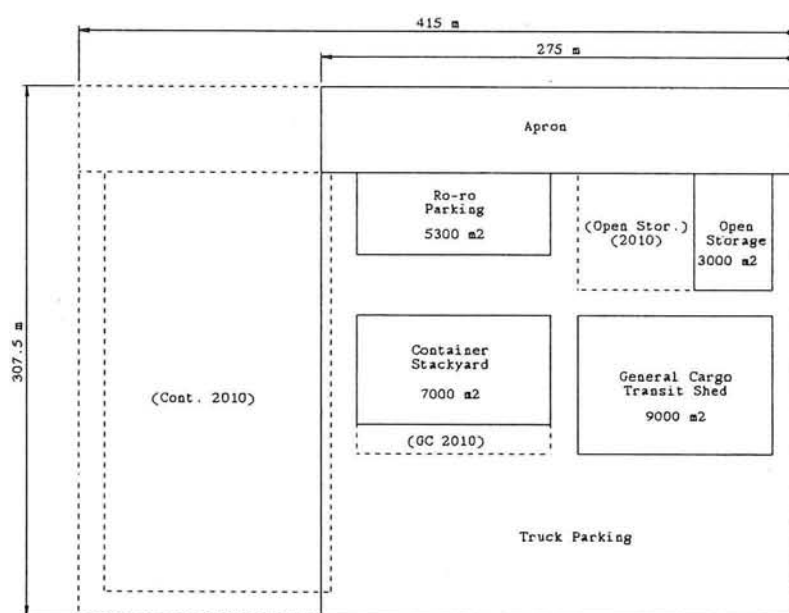 415 m
275 m
Apron
Ro-ro
Parking
5300 m2
(Open Stor.)
(2010)
Open
Storage
3000 m2
307.5 m
Container
Stackyard
7000 m2
General Cargo
Transit Shed
9000 m2
(Cont. 2010)
(GC 2010)
Truck Parking